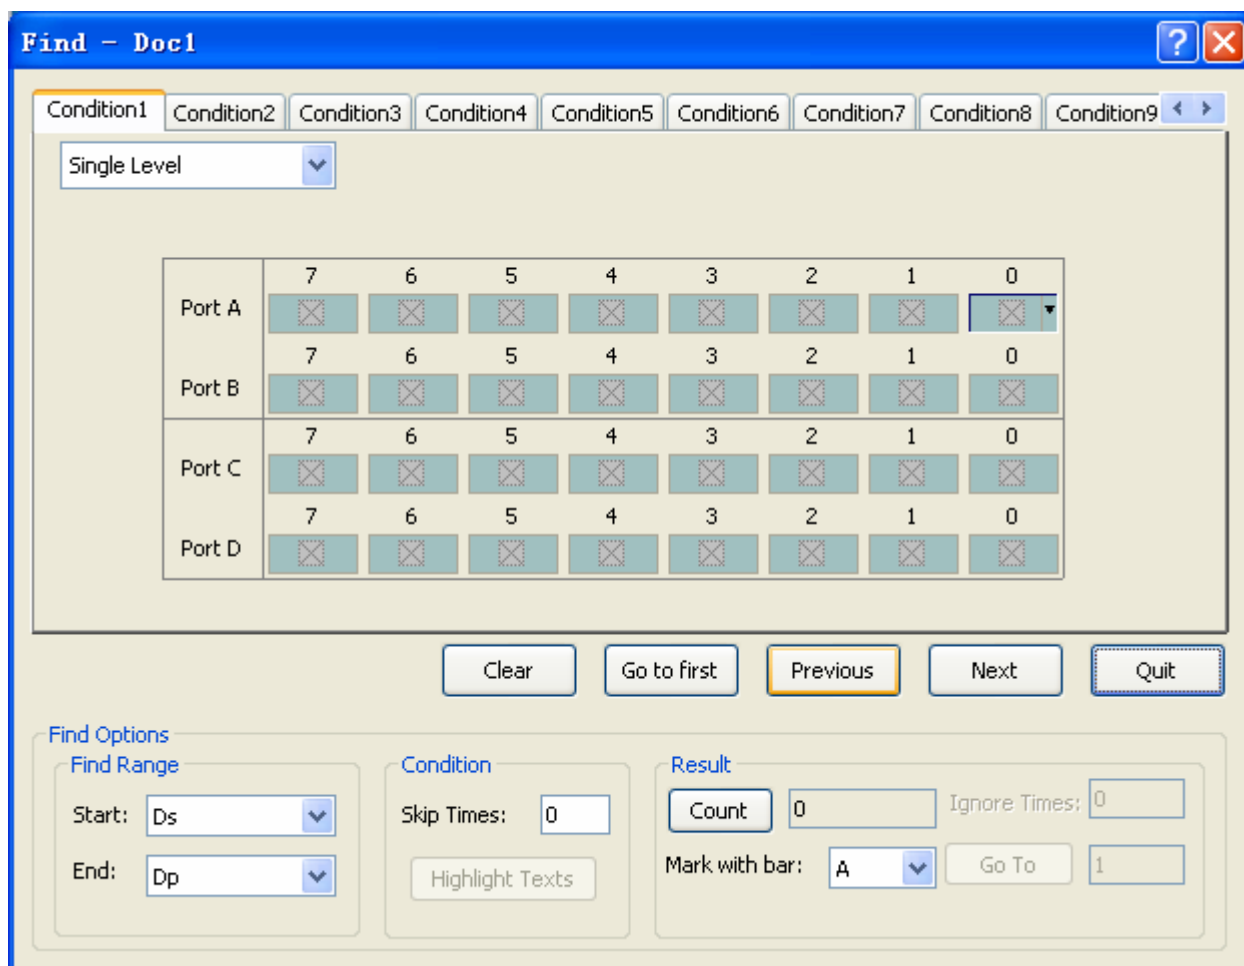 Find - Doc1
Condition1 Condition2 Condition3 Condition4 Condition5 Condition6 Condition7 Condition8 Condition9
Single Level
7 6 5 4 3 2 1 0
Port A
7 6 5 4 3 2 1 0
Port B
7 6 5 4 3 2 1 0
Port C
7 6 5 4 3 2 1 0
Port D
Clear Go to first Previous Next Quit
Find Options
Find Range Condition Result
Start: Ds Skip Times: 0 Count 0 Ignore Times: 0
End: Dp Highlight Texts Mark with bar: A Go To 1